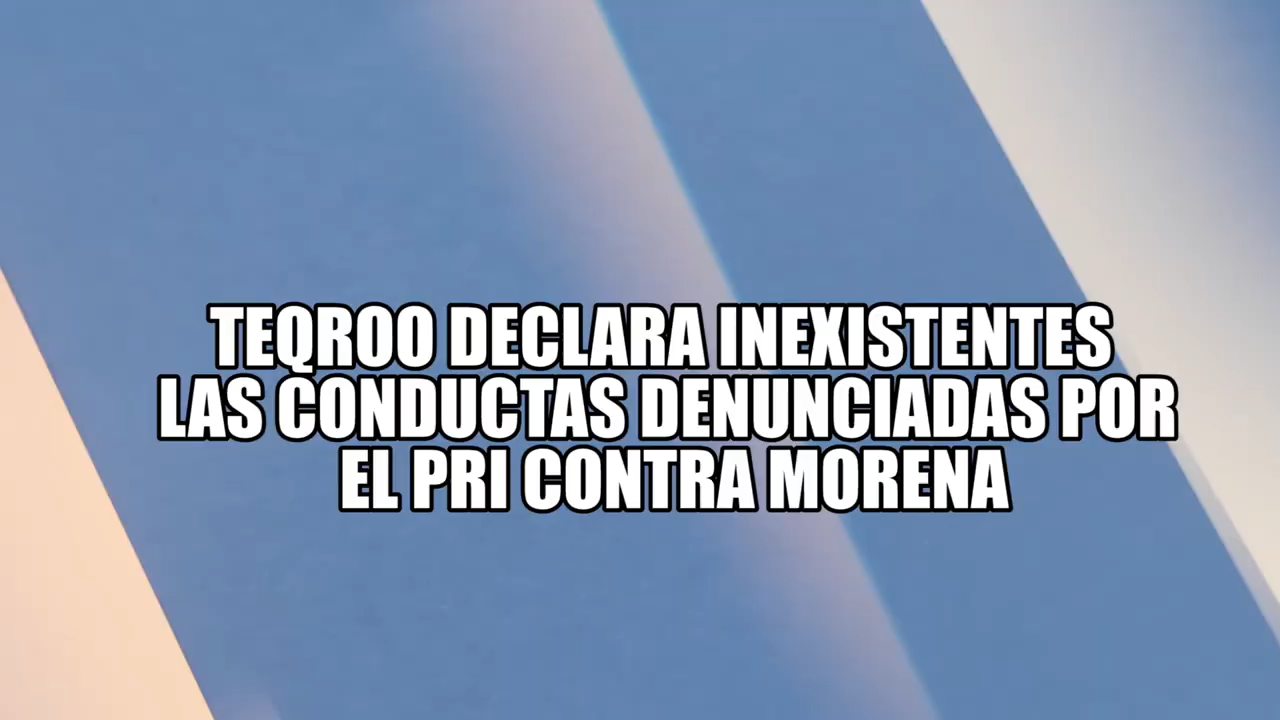 TEQROO DECLARA INEXISTENTES
LAS CONDUCTAS DENUNCIADAS POR
EL PRI CONTRA MORENA